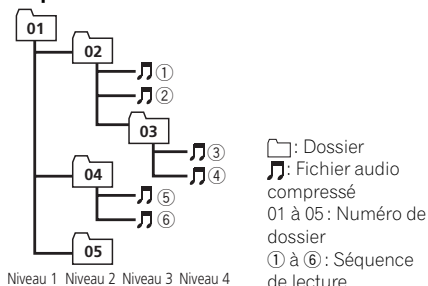 01
02
①
②
03
③
④
04
⑤
⑥
05
Niveau 1 Niveau 2 Niveau 3 Niveau 4
: Dossier
: Fichier audio
compressé
01 à 05 : Numéro de
dossier
① à ⑥ : Séquence
de lecture